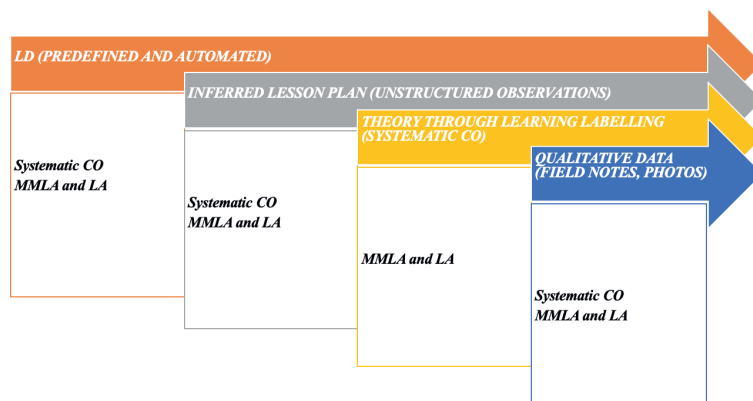 LD (PREDEFINED AND AUTOMATED)
INFERRED LESSON PLAN (UNSTRUCTURED OBSERVATIONS)
THEORY THROUGH LEARNING LABELLING
(SYSTEMATIC CO)
QUALITATIVE DATA
(FIELD NOTES, PHOTOS)
Systematic CO
MMLA and LA
Systematic CO
MMLA and LA
MMLA and LA
Systematic CO
MMLA and LA